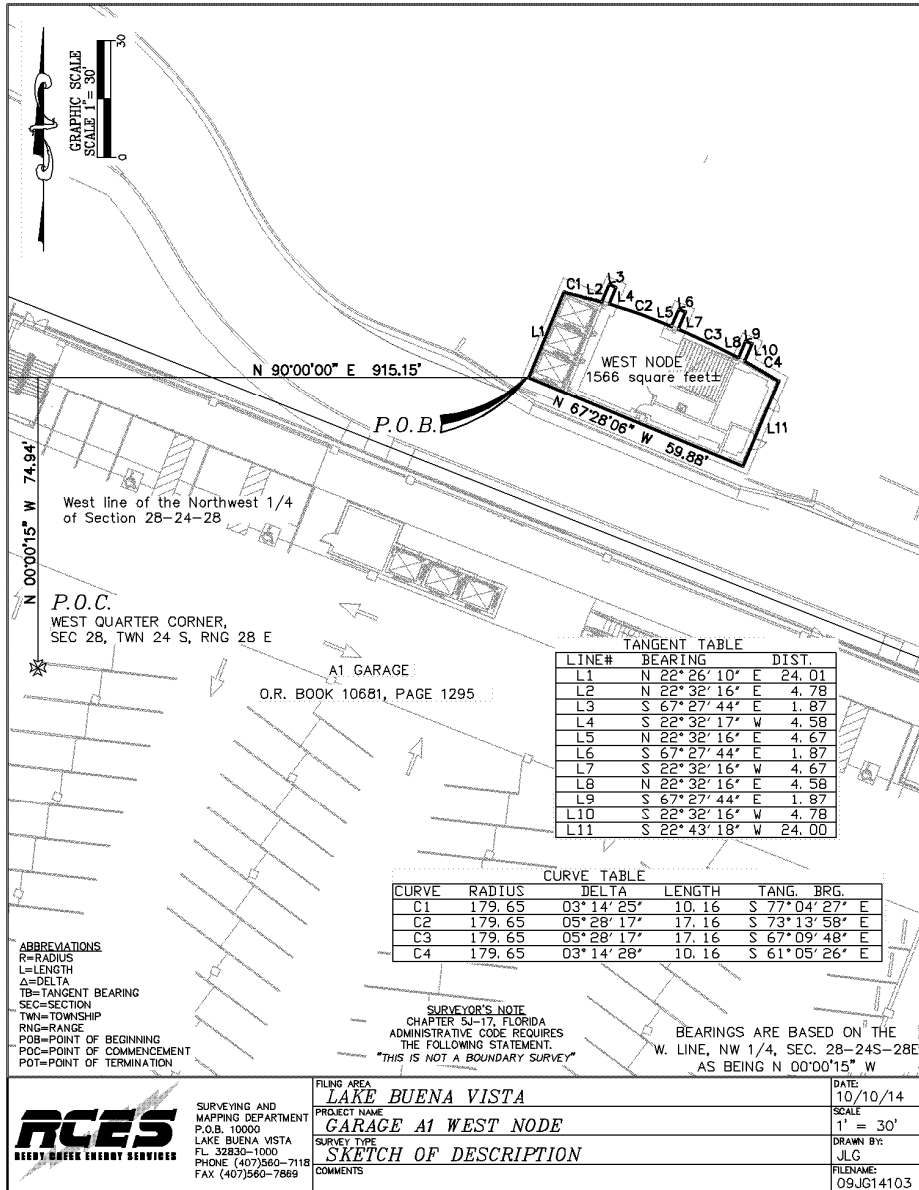 GRAPHIC SCALE
SCALE 1"= 30'
30
0
C1
L2
L3
L4
C2
L5
L6
L7
C3
L8
L9
L10
C4
L1
L11
WEST NODE
1566 square feet±
N 90°00'00" E 915.15'
N 67°28'06" W 59.88'
P.O.B.
N 00°00'15" W 74.94'
West line of the Northwest 1/4
of Section 28-24-28
P.O.C.
WEST QUARTER CORNER,
SEC 28, TWN 24 S, RNG 28 E
A1 GARAGE
O.R. BOOK 10681, PAGE 1295
TANGENT TABLE
LINE# BEARING DIST.
L1 N 22°26'10" E 24.01
L2 N 22°32'16" E 4.78
L3 S 67°27'44" E 1.87
L4 S 22°32'17" W 4.58
L5 N 22°32'16" E 4.67
L6 S 67°27'44" E 1.87
L7 S 22°32'16" W 4.67
L8 N 22°32'16" E 4.58
L9 S 67°27'44" E 1.87
L10 S 22°32'16" W 4.78
L11 S 22°43'18" W 24.00
CURVE TABLE
CURVE RADIUS DELTA LENGTH TANG. BRG.
C1 179.65 03°14'25" 10.16 S 77°04'27" E
C2 179.65 05°28'17" 17.16 S 73°13'58" E
C3 179.65 05°28'17" 17.16 S 67°09'48" E
C4 179.65 03°14'28" 10.16 S 61°05'26" E
ABBREVIATIONS
R=RADIUS
L=LENGTH
Δ=DELTA
TB=TANGENT BEARING
SEC=SECTION
TWN=TOWNSHIP
RNG=RANGE
POB=POINT OF BEGINNING
POC=POINT OF COMMENCEMENT
POT=POINT OF TERMINATION
SURVEYOR'S NOTE
CHAPTER 5J-17, FLORIDA
ADMINISTRATIVE CODE REQUIRES
THE FOLLOWING STATEMENT.
"THIS IS NOT A BOUNDARY SURVEY"
BEARINGS ARE BASED ON THE
W. LINE, NW 1/4, SEC. 28-24S-28E
AS BEING N 00°00'15" W
RCES
REEDY CREEK ENERGY SERVICES
SURVEYING AND
MAPPING DEPARTMENT
P.O.B. 10000
LAKE BUENA VISTA
FL. 32830-1000
PHONE (407)560-7118
FAX (407)560-7869
FILING AREA
LAKE BUENA VISTA
PROJECT NAME
GARAGE A1 WEST NODE
SURVEY TYPE
SKETCH OF DESCRIPTION
COMMENTS
DATE:
10/10/14
SCALE
1' = 30'
DRAWN BY:
JLG
FILENAME:
09JG14103